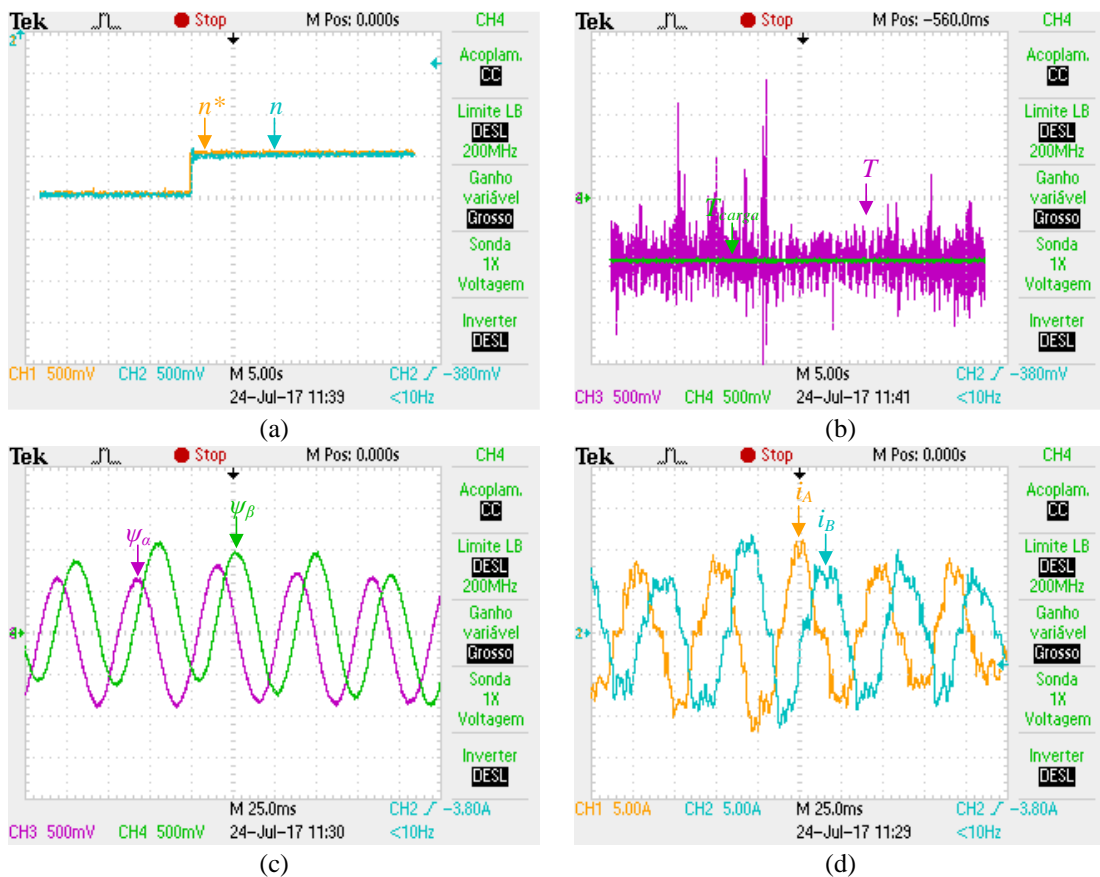 Tek Stop M Pos: 0.000s CH4
2
Acoplam.
CC
n* n
Limite LB
DESL
200MHz
Ganho
variável
Grosso
Sonda
1X
Voltagem
Inverter
DESL
CH1 500mV CH2 500mV M 5.00s CH2 -380mV
24-Jul-17 11:39 <10Hz
(a)
Tek Stop M Pos: -560.0ms CH4
Acoplam.
CC
Limite LB
DESL
200MHz
T
Ganho
variável
Tcarga
Grosso
Sonda
1X
Voltagem
Inverter
DESL
M 5.00s CH2 -380mV
CH3 500mV CH4 500mV 24-Jul-17 11:41 <10Hz
(b)
Tek Stop M Pos: 0.000s CH4
Acoplam.
CC
ψβ
ψα
Limite LB
DESL
200MHz
Ganho
variável
Grosso
Sonda
1X
Voltagem
Inverter
DESL
M 25.0ms CH2 -3.80A
CH3 500mV CH4 500mV 24-Jul-17 11:30 <10Hz
(c)
Tek Stop M Pos: 0.000s CH4
Acoplam.
CC
iA
iB
Limite LB
DESL
200MHz
Ganho
variável
2
Grosso
Sonda
1X
Voltagem
Inverter
DESL
CH1 5.00A CH2 5.00A M 25.0ms CH2 -3.80A
24-Jul-17 11:29 <10Hz
(d)